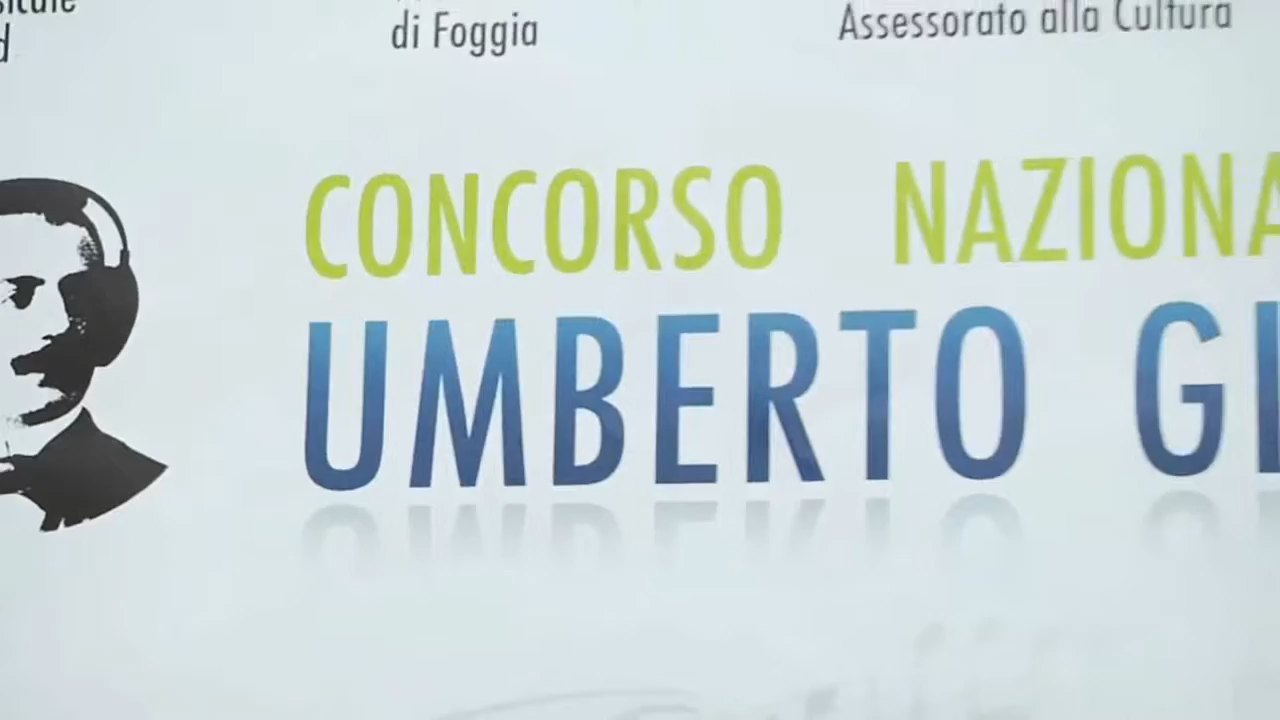 di Foggia
Assessorato alla Cultura
CONCORSO NAZIONA
UMBERTO GI